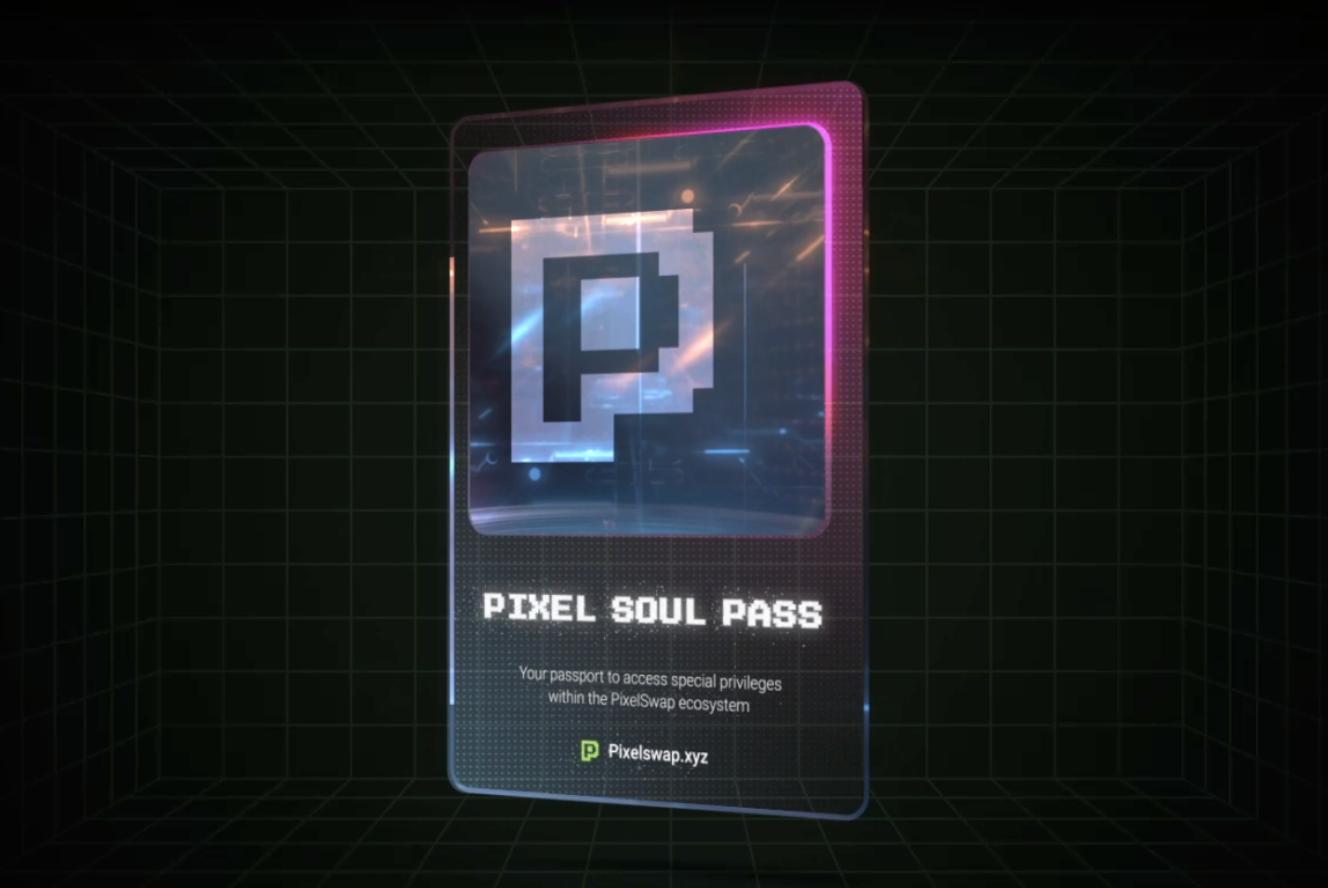 P
PIXEL SOUL PASS
Your passport to access special privileges
within the PixelSwap ecosystem
P Pixelswap.xyz